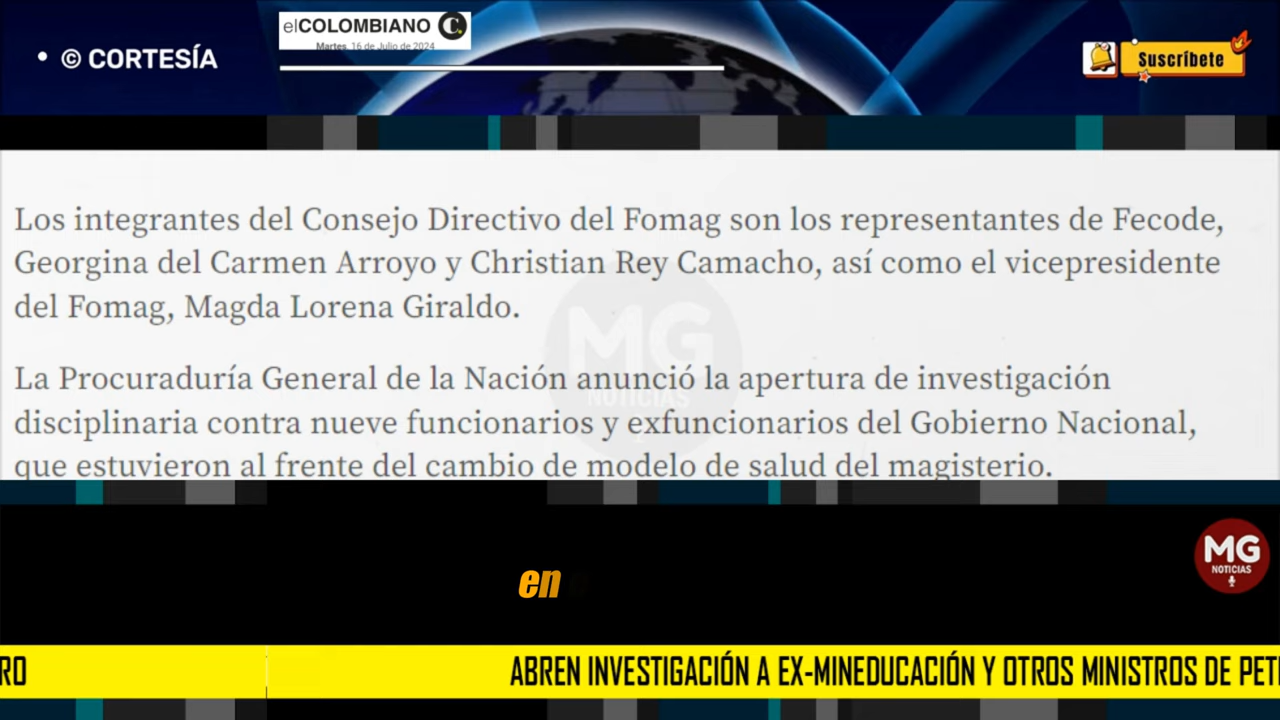 elCOLOMBIANO C
Martes, 16 de Julio de 2024
• © CORTESÍA
Suscríbete
Los integrantes del Consejo Directivo del Fomag son los representantes de Fecode,
Georgina del Carmen Arroyo y Christian Rey Camacho, así como el vicepresidente
del Fomag, Magda Lorena Giraldo.
MG
NOTICIAS
La Procuraduría General de la Nación anunció la apertura de investigación
disciplinaria contra nueve funcionarios y exfuncionarios del Gobierno Nacional,
que estuvieron al frente del cambio de modelo de salud del magisterio.
MG
NOTICIAS
en
RO
ABREN INVESTIGACIÓN A EX-MINEDUCACIÓN Y OTROS MINISTROS DE PET